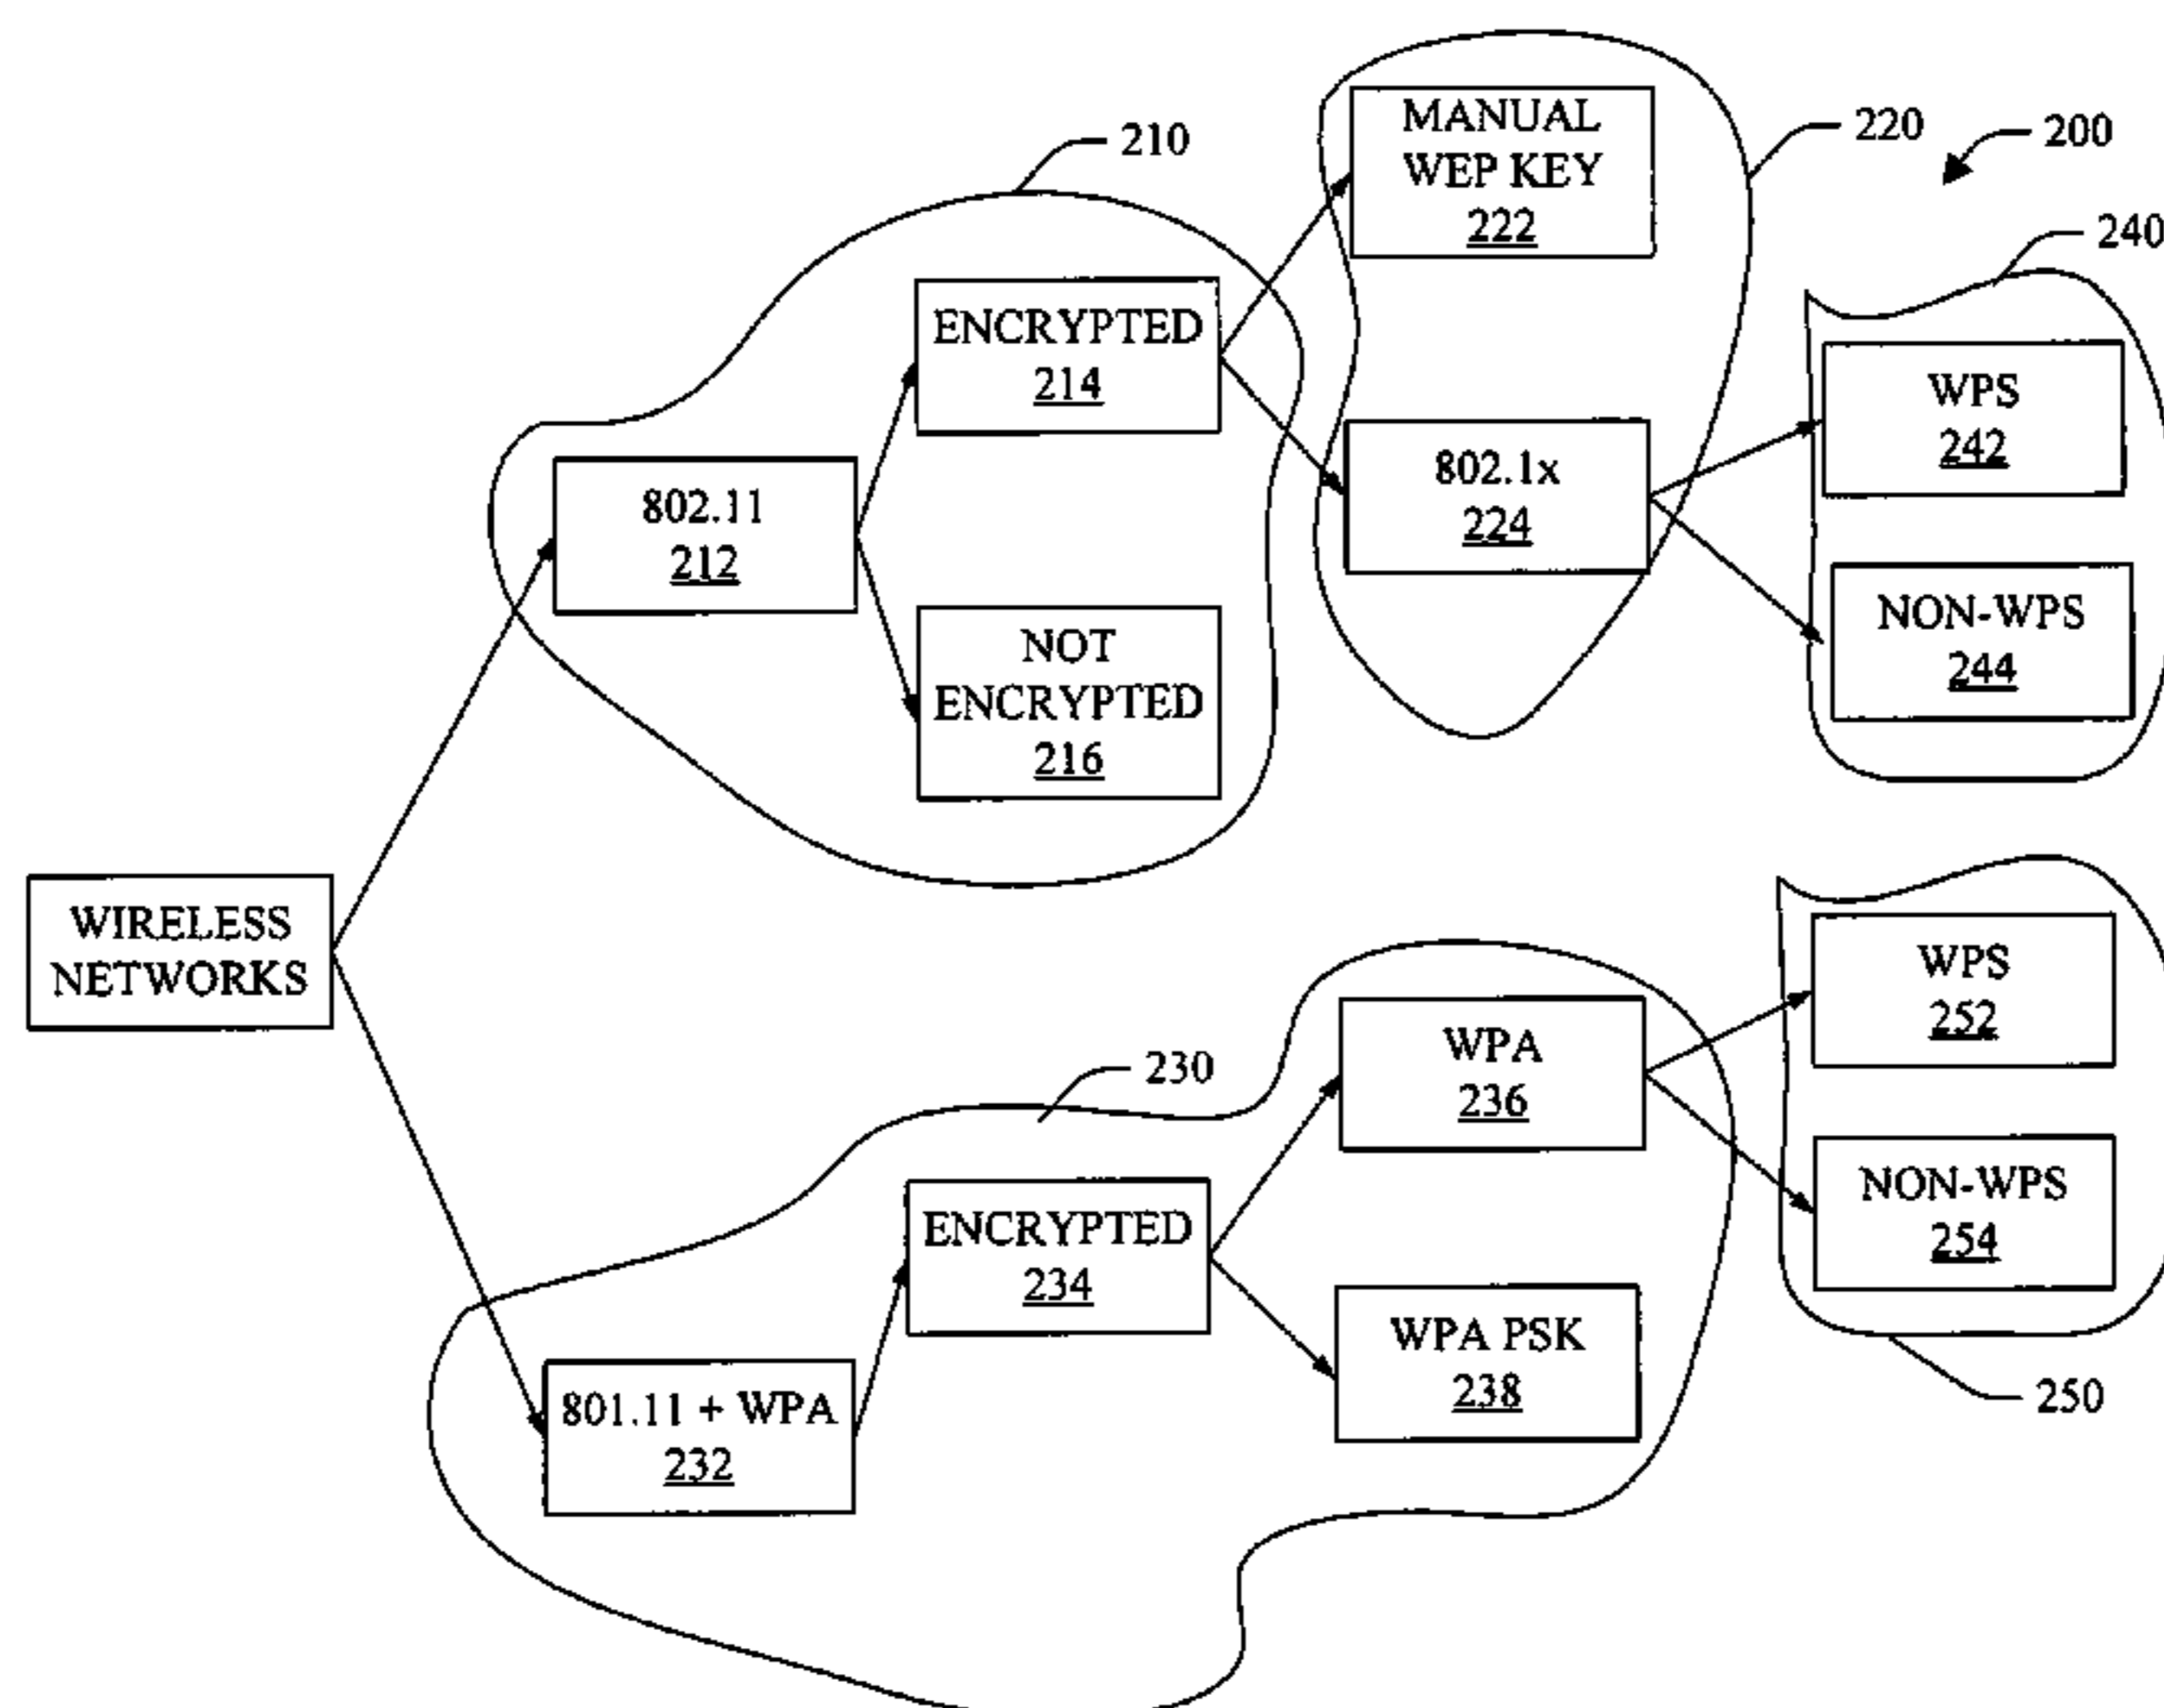 MANUAL
WEP KEY
222
210
220
200
240
ENCRYPTED
214
WPS
242
802.11
212
802.1x
224
NOT
ENCRYPTED
216
NON-WPS
244
WIRELESS
NETWORKS
WPS
252
230
WPA
236
ENCRYPTED
234
NON-WPS
254
801.11 + WPA
232
WPA PSK
238
250